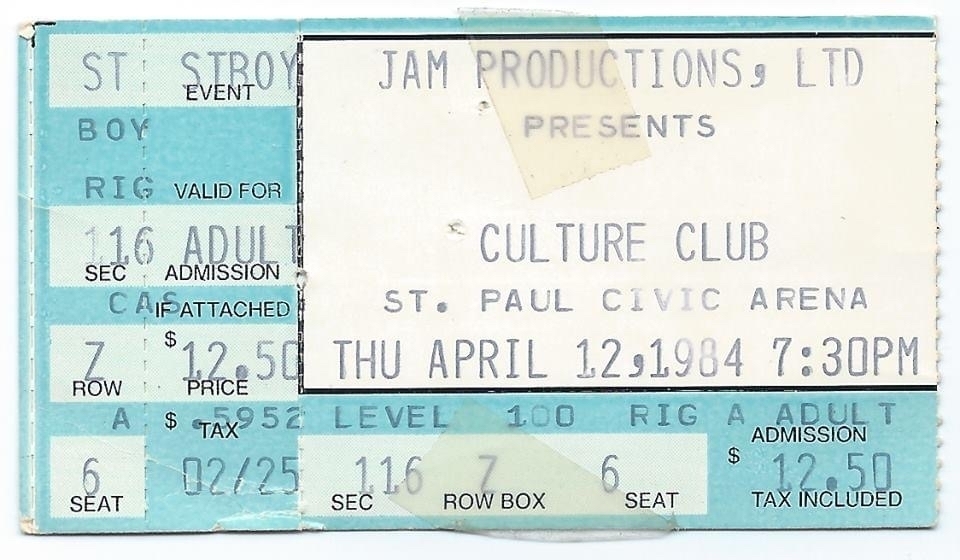 ST STROY JAM PRODUCTIONS, LTD
EVENT
BOY PRESENTS
RIG VALID FOR
116 ADULT CULTURE CLUB
SEC ADMISSION
CAS IF ATTACHED ST. PAUL CIVIC ARENA
7 $ 12.50 THU APRIL 12,1984 7:30PM
ROW PRICE
A $ .5952 LEVEL 100 RIG A ADULT
TAX ADMISSION
6 02/25 116 7 6 $ 12.50
SEAT SEC ROW BOX SEAT TAX INCLUDED